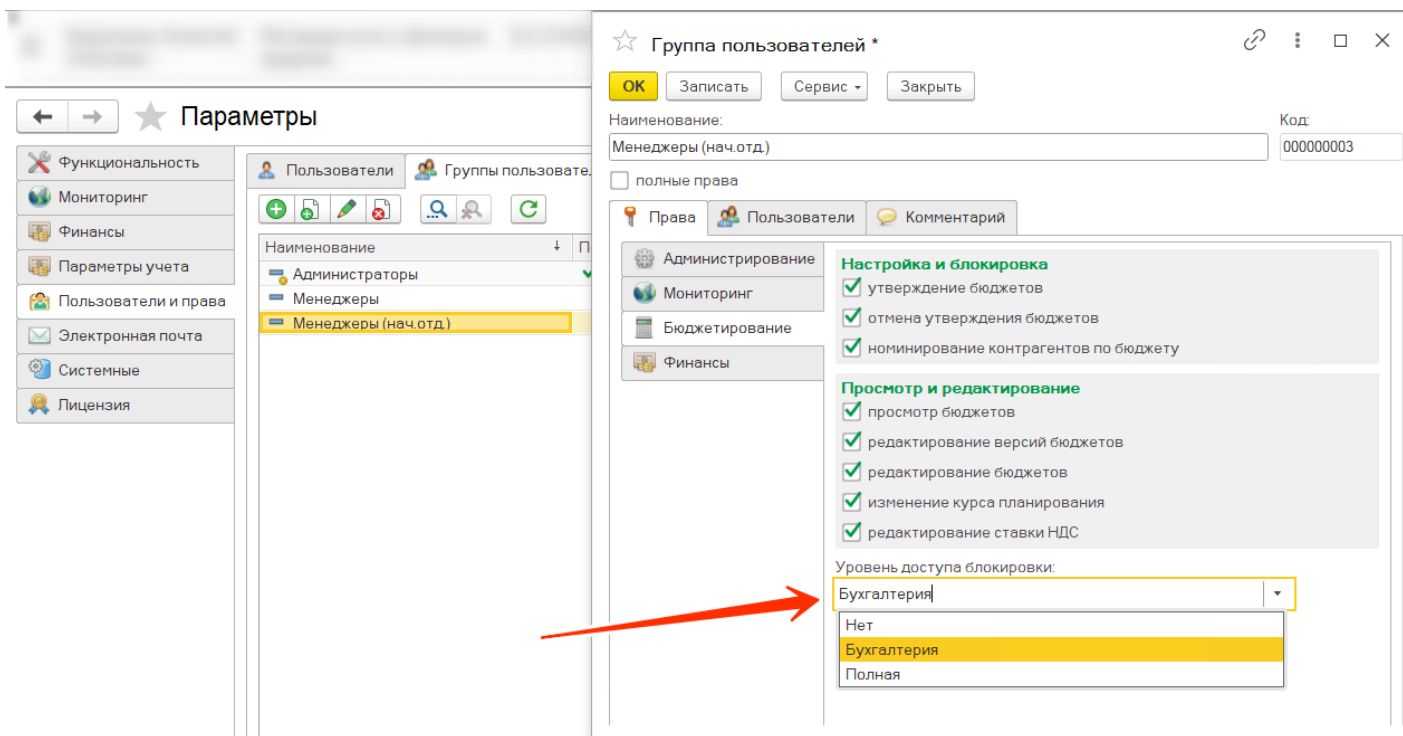 Параметры
Функциональность
Мониторинг
Финансы
Параметры учета
Пользователи и права
Электронная почта
Системные
Лицензия
Пользователи
Группы пользовате
Наименование ↓ П
Администраторы
Менеджеры
Менеджеры (нач.отд.)
Группа пользователей *
ОК Записать Сервис Закрыть
Наименование: Код:
Менеджеры (нач.отд.) 000000003
полные права
Права Пользователи Комментарий
Администрирование
Мониторинг
Бюджетирование
Финансы
Настройка и блокировка
утверждение бюджетов
отмена утверждения бюджетов
номинирование контрагентов по бюджету
Просмотр и редактирование
просмотр бюджетов
редактирование версий бюджетов
редактирование бюджетов
изменение курса планирования
редактирование ставки НДС
Уровень доступа блокировки:
Бухгалтерия
Нет
Бухгалтерия
Полная